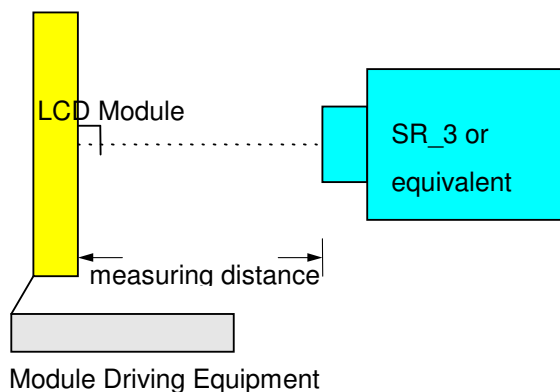 LCD Module
SR_3 or
equivalent
measuring distance
Module Driving Equipment